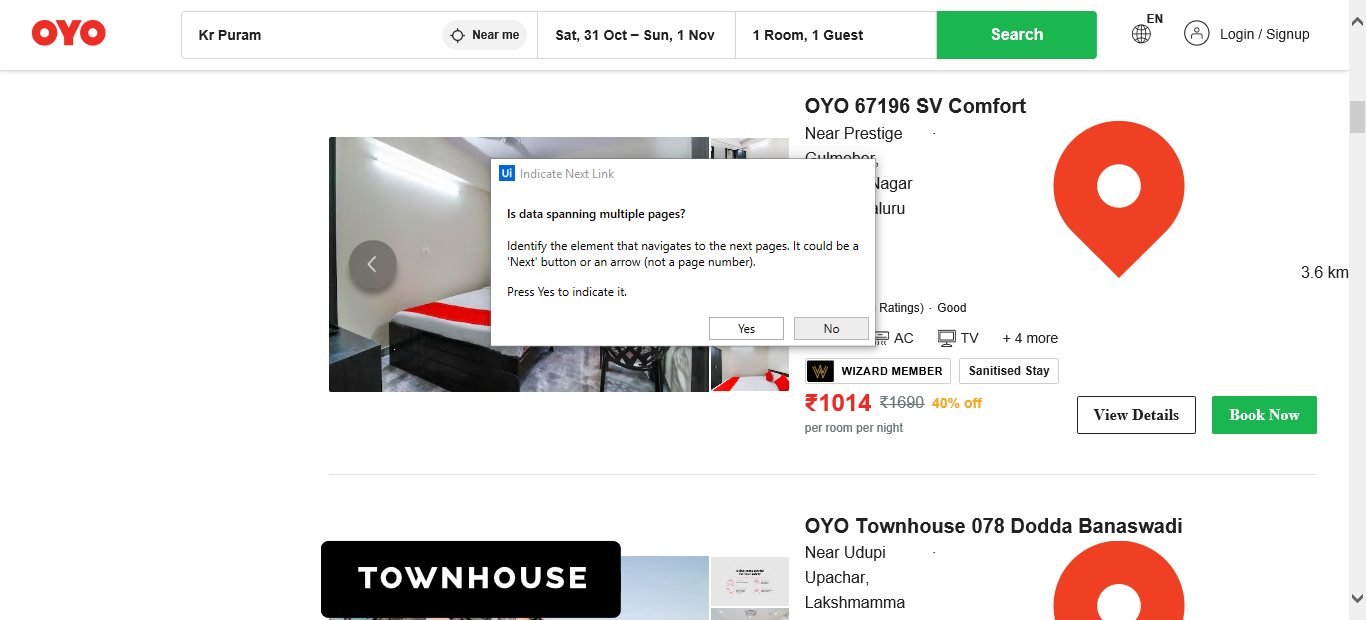 OYO
Kr Puram
Near me
Sat, 31 Oct – Sun, 1 Nov
1 Room, 1 Guest
Search
EN
Login / Signup
OYO 67196 SV Comfort
Near Prestige ·
Gulmohar,
Nagar
aluru
3.6 km
Ui Indicate Next Link
Is data spanning multiple pages?
Identify the element that navigates to the next pages. It could be a
'Next' button or an arrow (not a page number).
Press Yes to indicate it.
Yes
No
Ratings) · Good
AC
TV
+ 4 more
W WIZARD MEMBER
Sanitised Stay
₹1014 ₹1690 40% off
per room per night
View Details
Book Now
OYO Townhouse 078 Dodda Banaswadi
TOWNHOUSE
Near Udupi ·
Upachar,
Lakshmamma